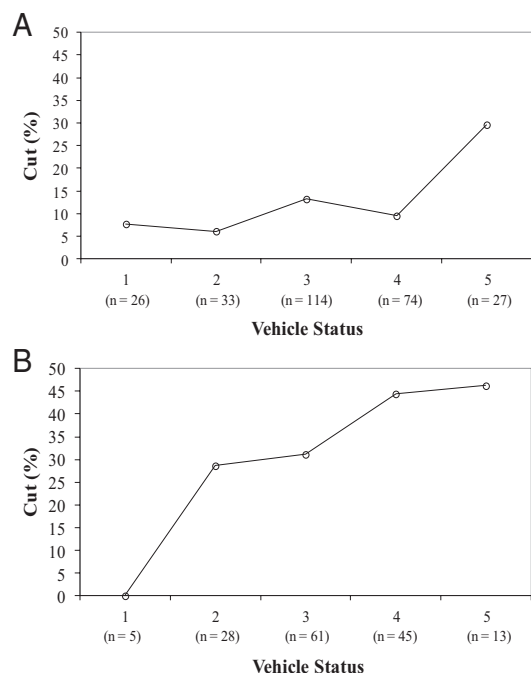 A
50
45
40
35
30
25
20
15
10
5
0
Cut (%)
1 2 3 4 5
(n = 26) (n = 33) (n = 114) (n = 74) (n = 27)
Vehicle Status
B
50
45
40
35
30
25
20
15
10
5
0
Cut (%)
1 2 3 4 5
(n = 5) (n = 28) (n = 61) (n = 45) (n = 13)
Vehicle Status